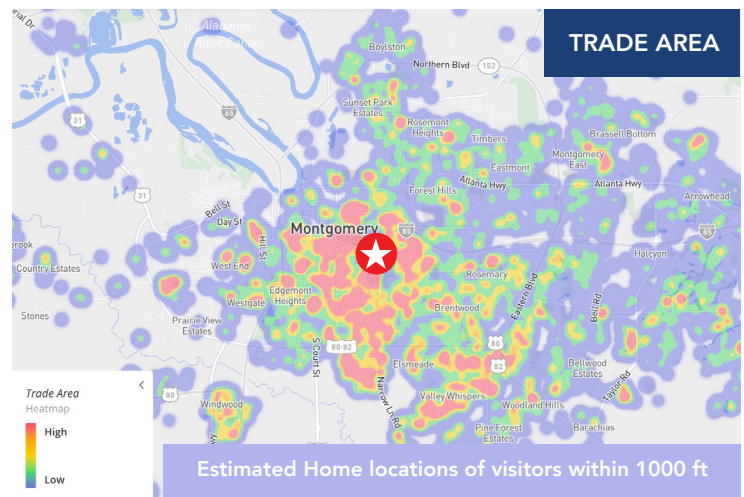 TRADE AREA
Alabama
River Canal
Boylston
Northern Blvd
152
Sunset Park
Estates
65
31
Rosemont
Heights
Timbers
Brassell Bottom
Eastmont
Montgomery
East
Atlanta Hwy
Atlanta Hwy
Forest Hills
Arrowhead
31
Bell St
Day St
Hill St
Montgomery
85
85
Halcyon
West End
Country Estates
Rosemary
Eastern Blvd
Bell Rd
Edgemont
Heights
Westgate
Brentwood
Stones
Prairie View
Estates
S Court St
80-82
80
82
Elsmeade
Bellwood
Estates
Narrow Ln Rd
Taylor Rd
80
Windwood
Valley Whispers
Woodland Hills
Pine Forest
Estates
Barachias
Trade Area
Heatmap
High
Low
Estimated Home locations of visitors within 1000 ft